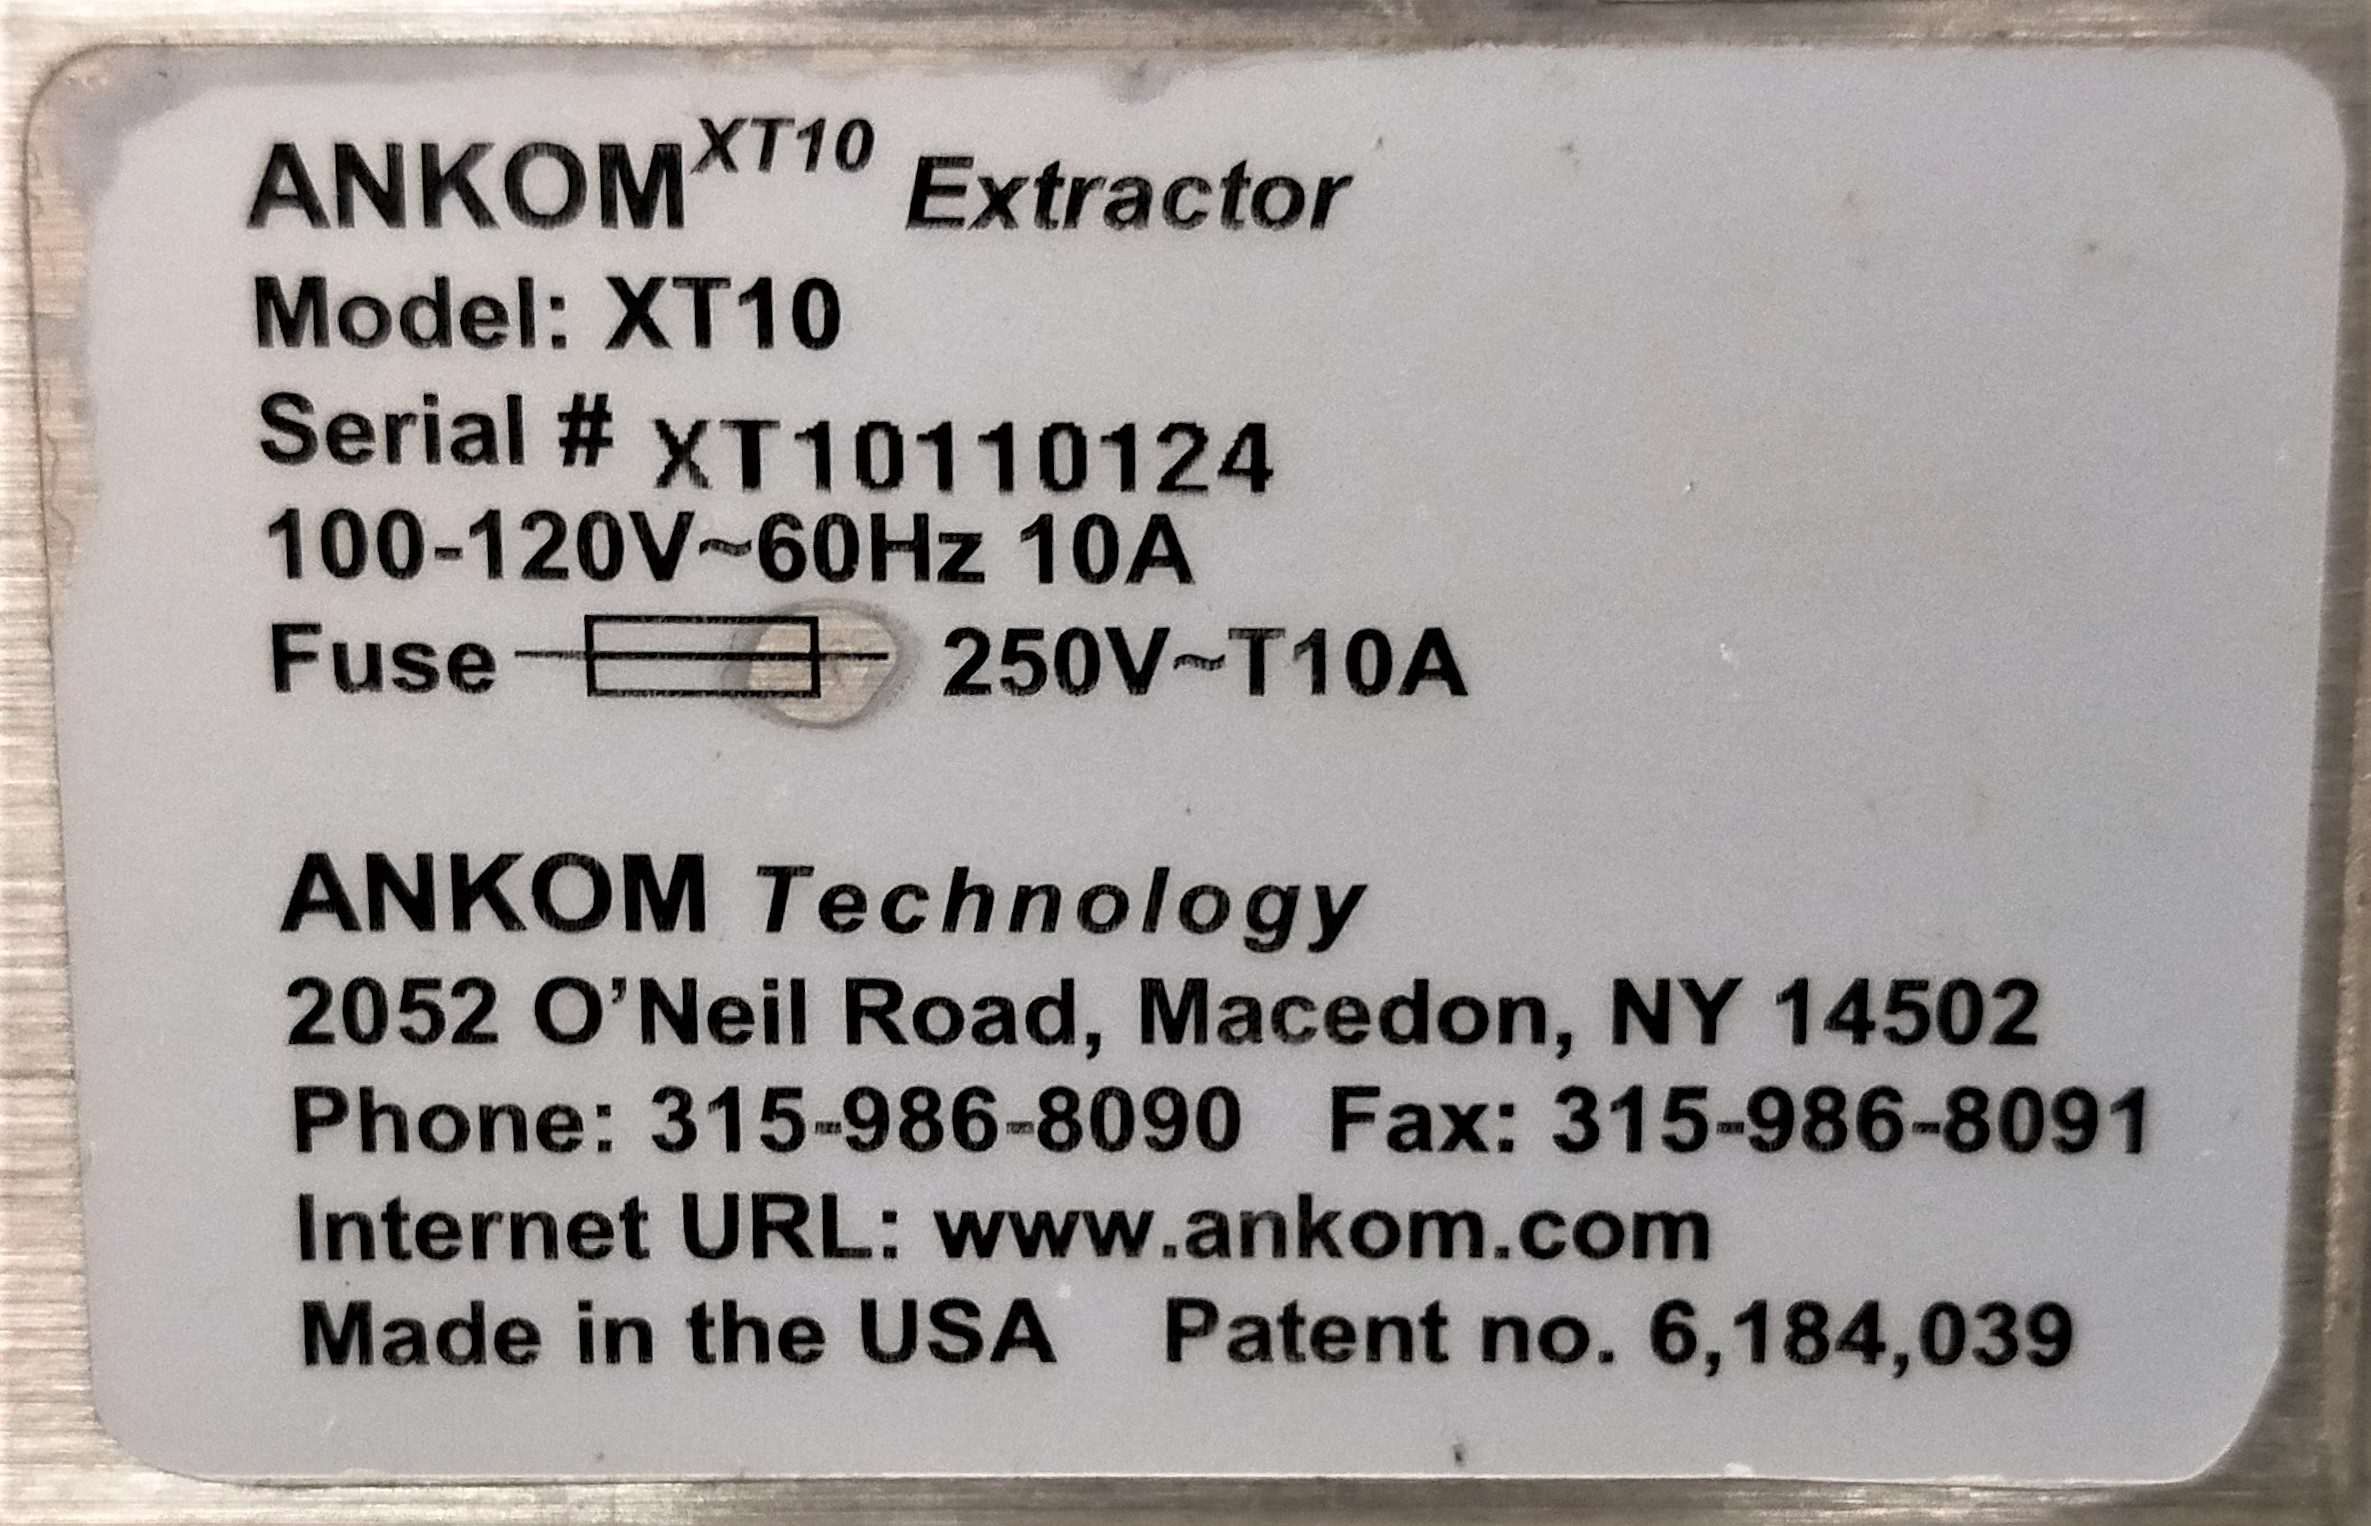 ANKOM XT10 Extractor
Model: XT10
Serial # XT10110124
100-120V~60Hz 10A
Fuse 250V~T10A
ANKOM Technology
2052 O’Neil Road, Macedon, NY 14502
Phone: 315-986-8090 Fax: 315-986-8091
Internet URL: www.ankom.com
Made in the USA Patent no. 6,184,039